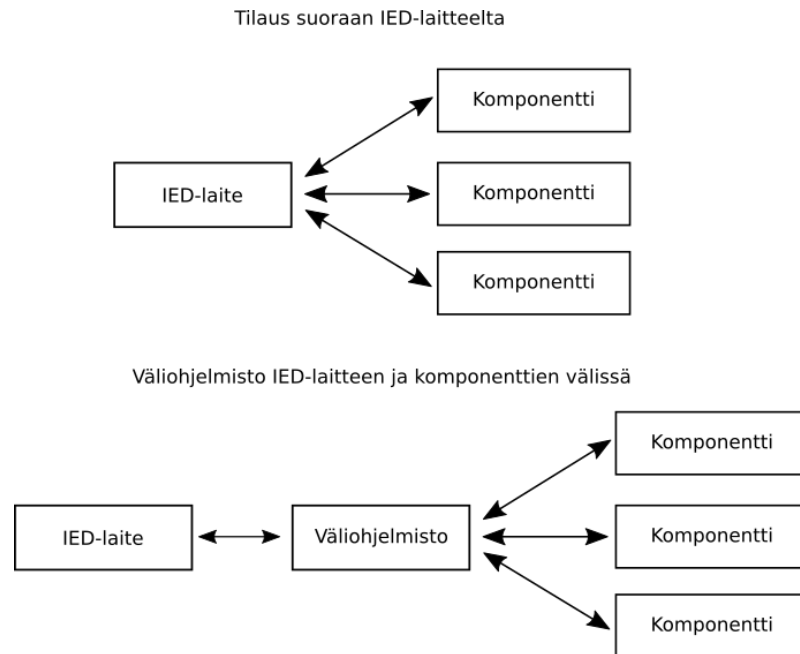 Tilaus suoraan IED-laitteelta
Komponentti
IED-laite
Komponentti
Komponentti
Väliohjelmisto IED-laitteen ja komponenttien välissä
Komponentti
IED-laite
Väliohjelmisto
Komponentti
Komponentti